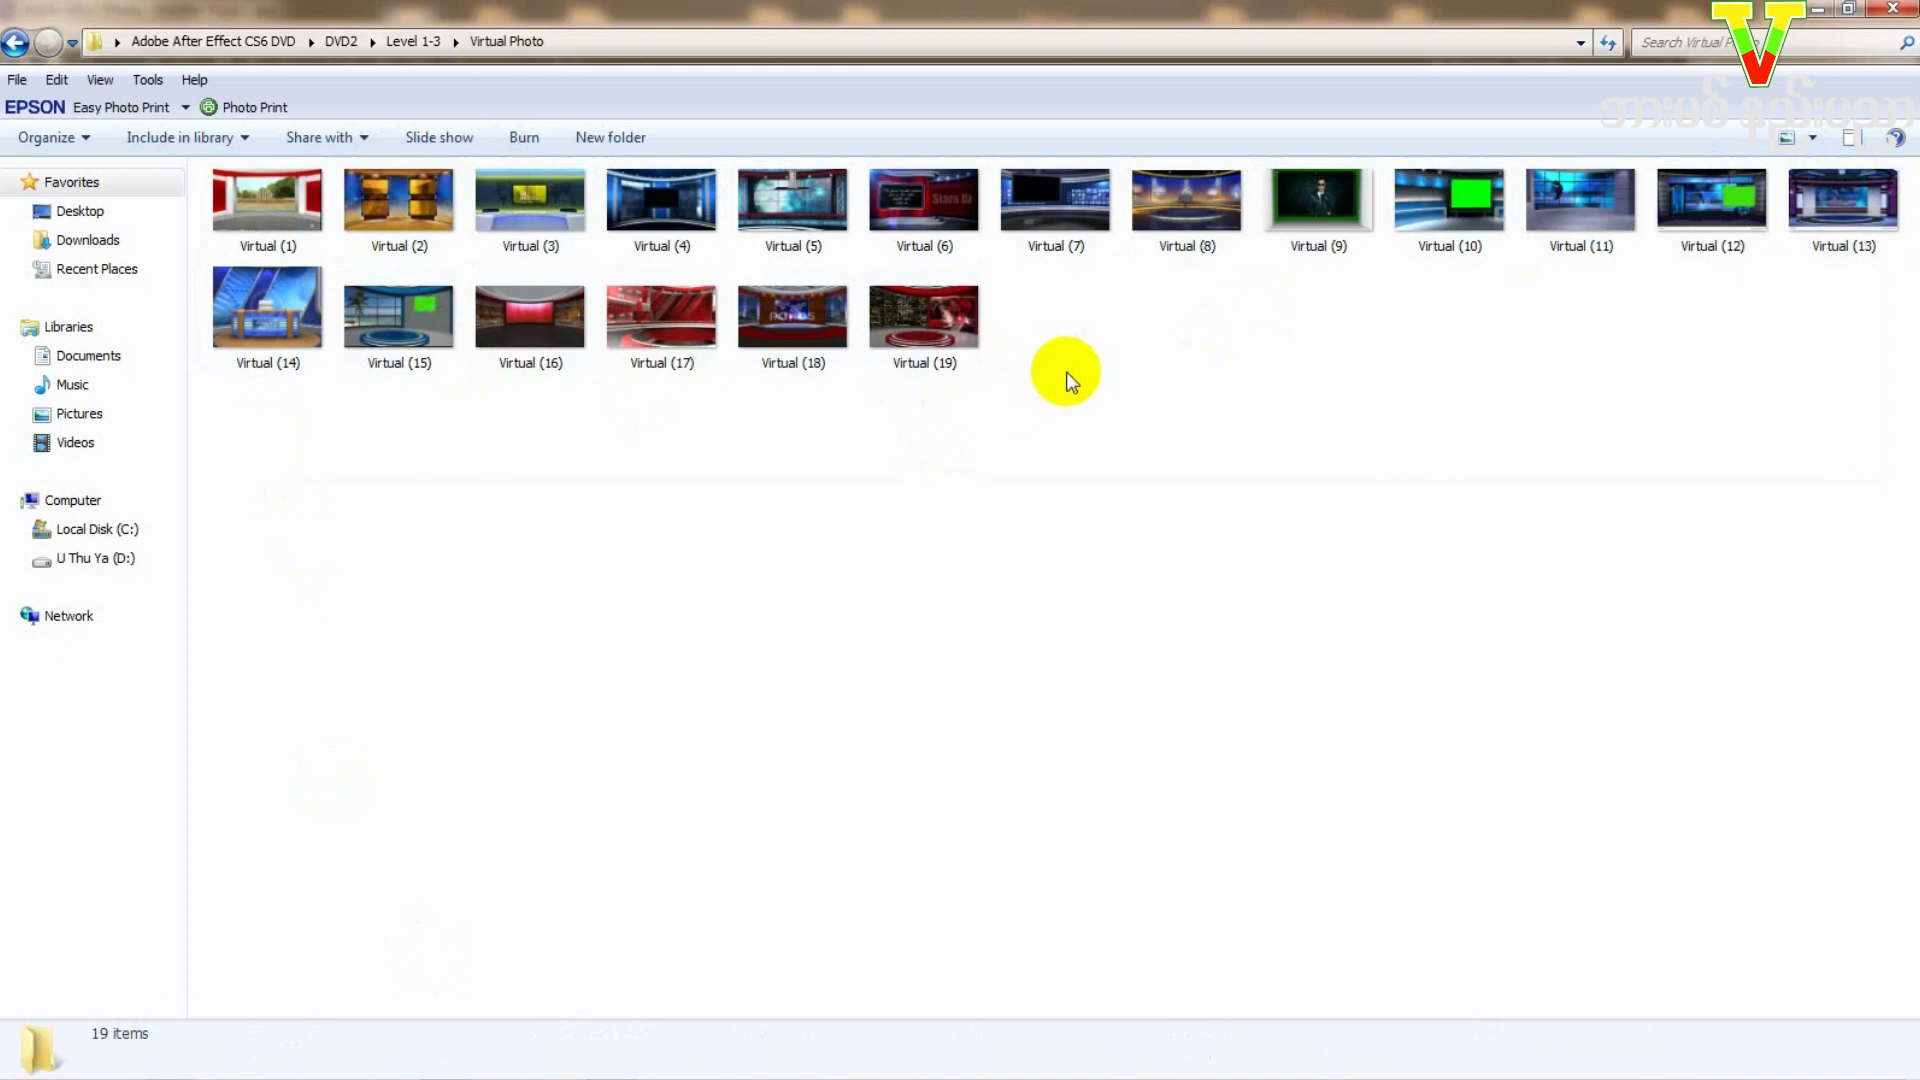 Adobe After Effect CS6 DVD DVD2 Level 1-3 Virtual Photo
V
File Edit View Tools Help
EPSON Easy Photo Print Photo Print
Organize Include in library Share with Slide show Burn New folder
Favorites
Desktop
Downloads
Recent Places
Libraries
Documents
Music
Pictures
Videos
Computer
Local Disk (C:)
U Thu Ya (D:)
Network
Virtual (1) Virtual (2) Virtual (3) Virtual (4) Virtual (5) Virtual (6) Virtual (7) Virtual (8) Virtual (9) Virtual (10) Virtual (11) Virtual (12) Virtual (13)
Virtual (14) Virtual (15) Virtual (16) Virtual (17) Virtual (18) Virtual (19)
19 items